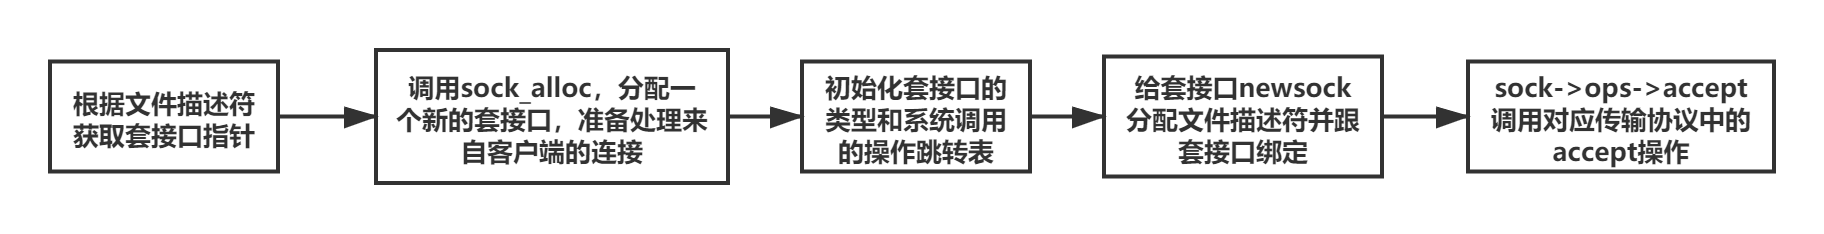 根据文件描述符
获取套接口指针
调用sock_alloc，分配一
个新的套接口，准备处理来
自客户端的连接
初始化套接口的
类型和系统调用
的操作跳转表
给套接口newsock
分配文件描述符并跟
套接口绑定
sock->ops->accept
调用对应传输协议中的
accept操作